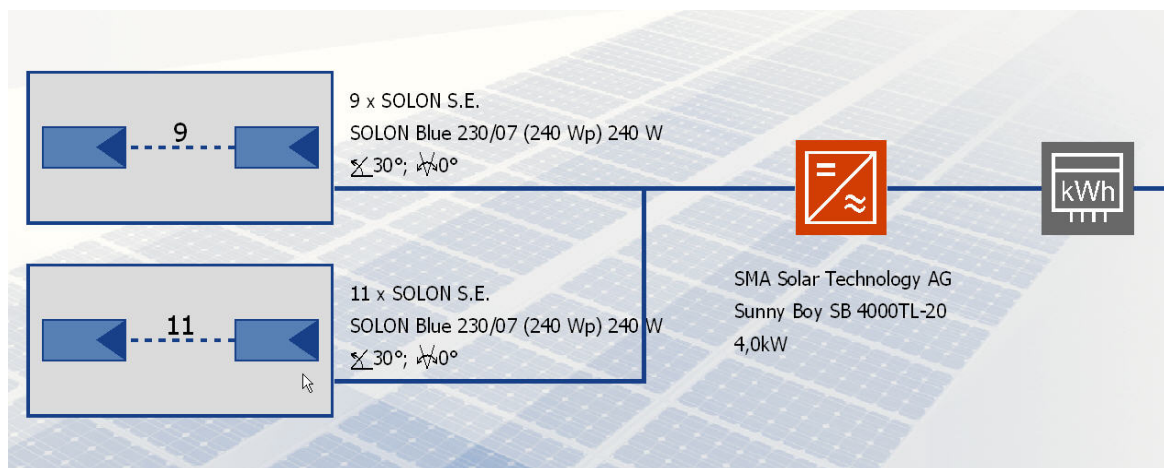 9
9 x SOLON S.E.
SOLON Blue 230/07 (240 Wp) 240 W
30°; 0°
11
11 x SOLON S.E.
SOLON Blue 230/07 (240 Wp) 240 W
30°; 0°
kWh
SMA Solar Technology AG
Sunny Boy SB 4000TL-20
4,0kW